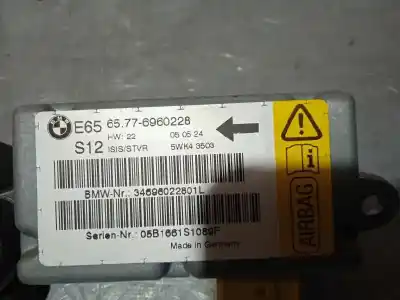 E65 65.77-6960228
HW: 22 05 05 24
S12 ISIS/STVR 5WK4 3503
BMW-Nr.: 34696022801L
Serien-Nr.: 05B1661S1089F
Made in Germany
AIRBAG